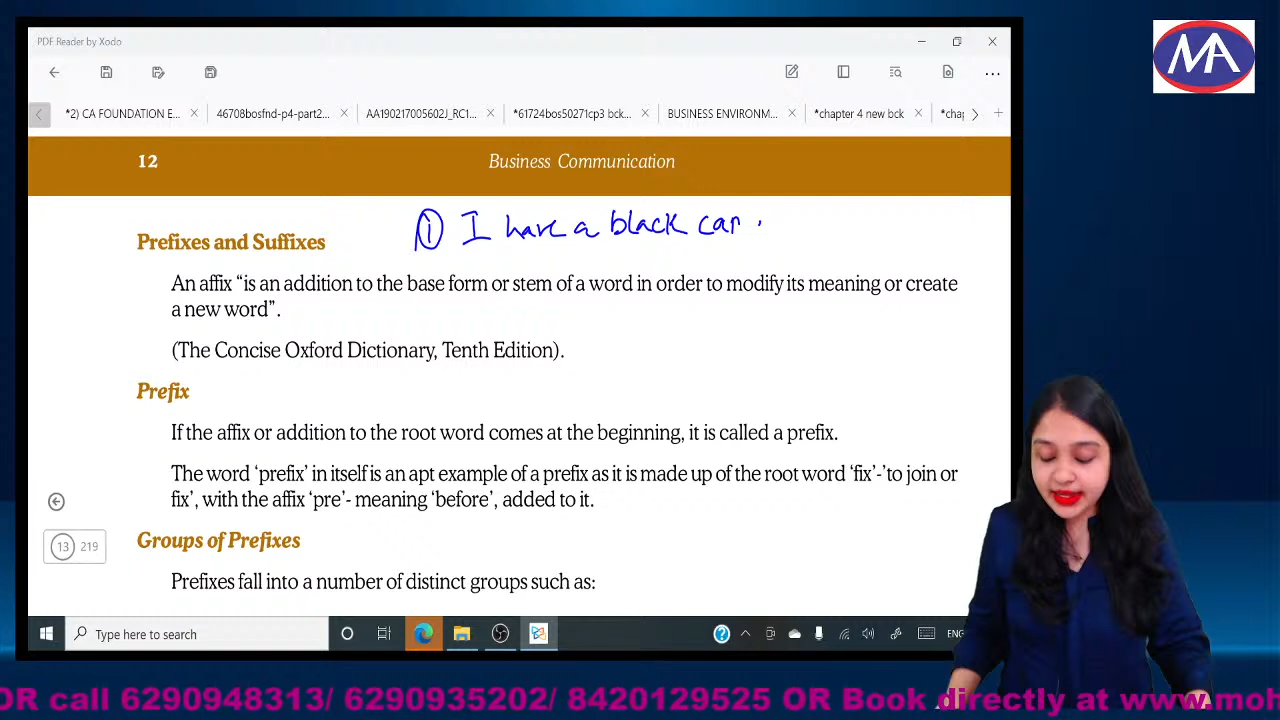 MA
PDF Reader by Xodo
*2) CA FOUNDATION E... 46708bosfnd-p4-part2... AA190217005602J_RC1... *61724bos50271cp3 bck... BUSINESS ENVIRONM... *chapter 4 new bck *chap
12 Business Communication
① I have a black car.
Prefixes and Suffixes
An affix “is an addition to the base form or stem of a word in order to modify its meaning or create
a new word”.
(The Concise Oxford Dictionary, Tenth Edition).
Prefix
If the affix or addition to the root word comes at the beginning, it is called a prefix.
The word ‘prefix’ in itself is an apt example of a prefix as it is made up of the root word ‘fix’-’to join or
fix’, with the affix ‘pre’- meaning ‘before’, added to it.
13 219
Groups of Prefixes
Prefixes fall into a number of distinct groups such as:
Type here to search
ENG
OR call 6290948313/ 6290935202/ 8420129525 OR Book directly at www.moh